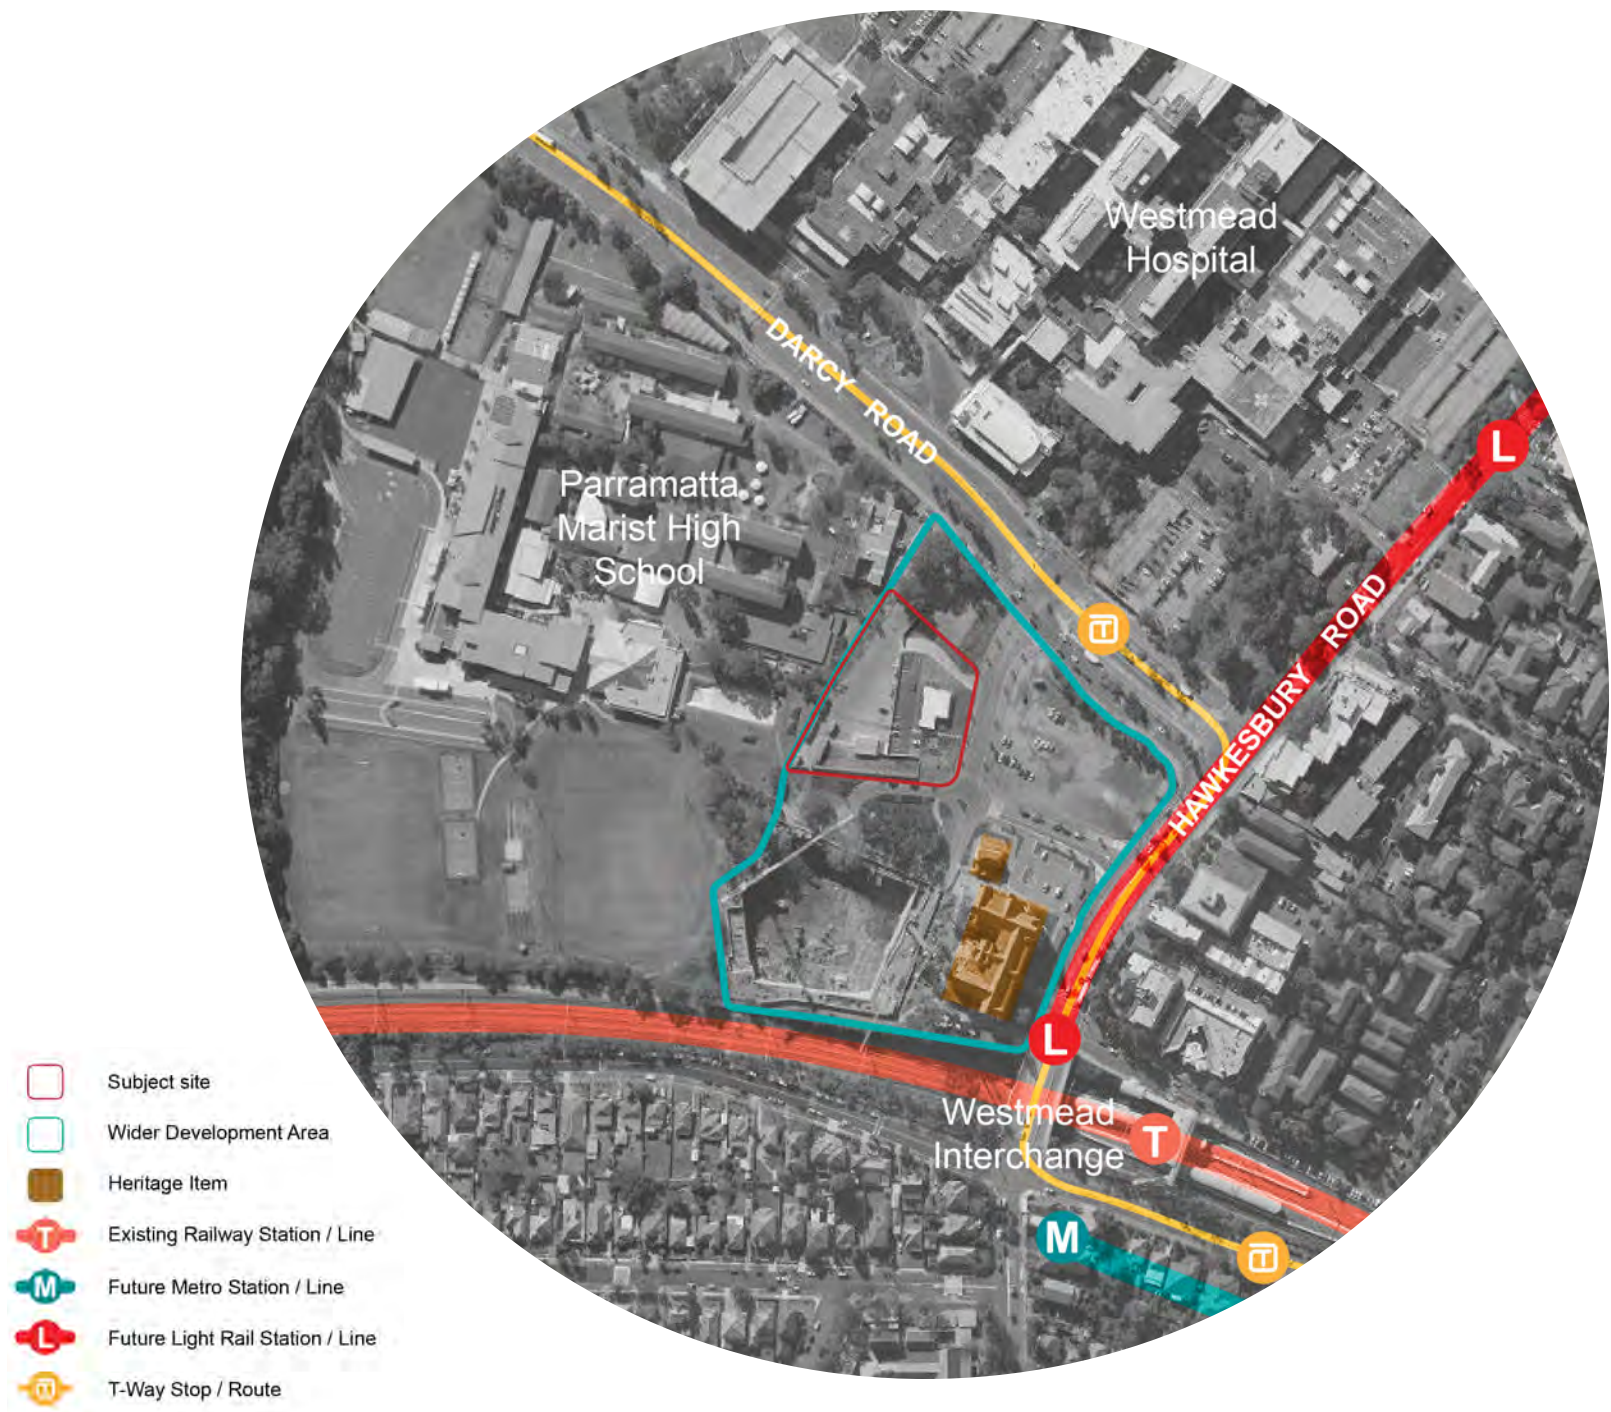 Westmead
Hospital
DARCY ROAD
L
Parramatta
Marist High
School
T
HAWKESBURY ROAD
L
Westmead
Interchange
T
M
T
Subject site
Wider Development Area
Heritage Item
T Existing Railway Station / Line
M Future Metro Station / Line
L Future Light Rail Station / Line
T T-Way Stop / Route